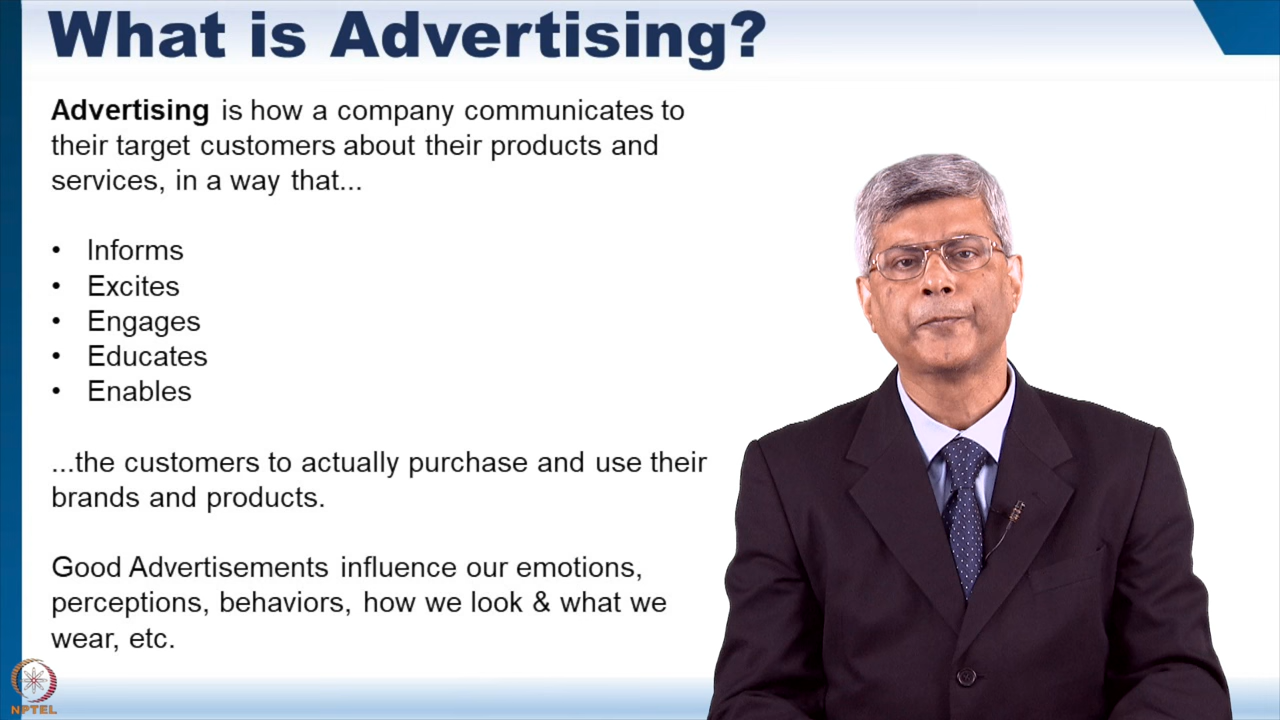 What is Advertising?
Advertising is how a company communicates to
their target customers about their products and
services, in a way that...
• Informs
• Excites
• Engages
• Educates
• Enables
...the customers to actually purchase and use their
brands and products.
Good Advertisements influence our emotions,
perceptions, behaviors, how we look & what we
wear, etc.
NPTEL